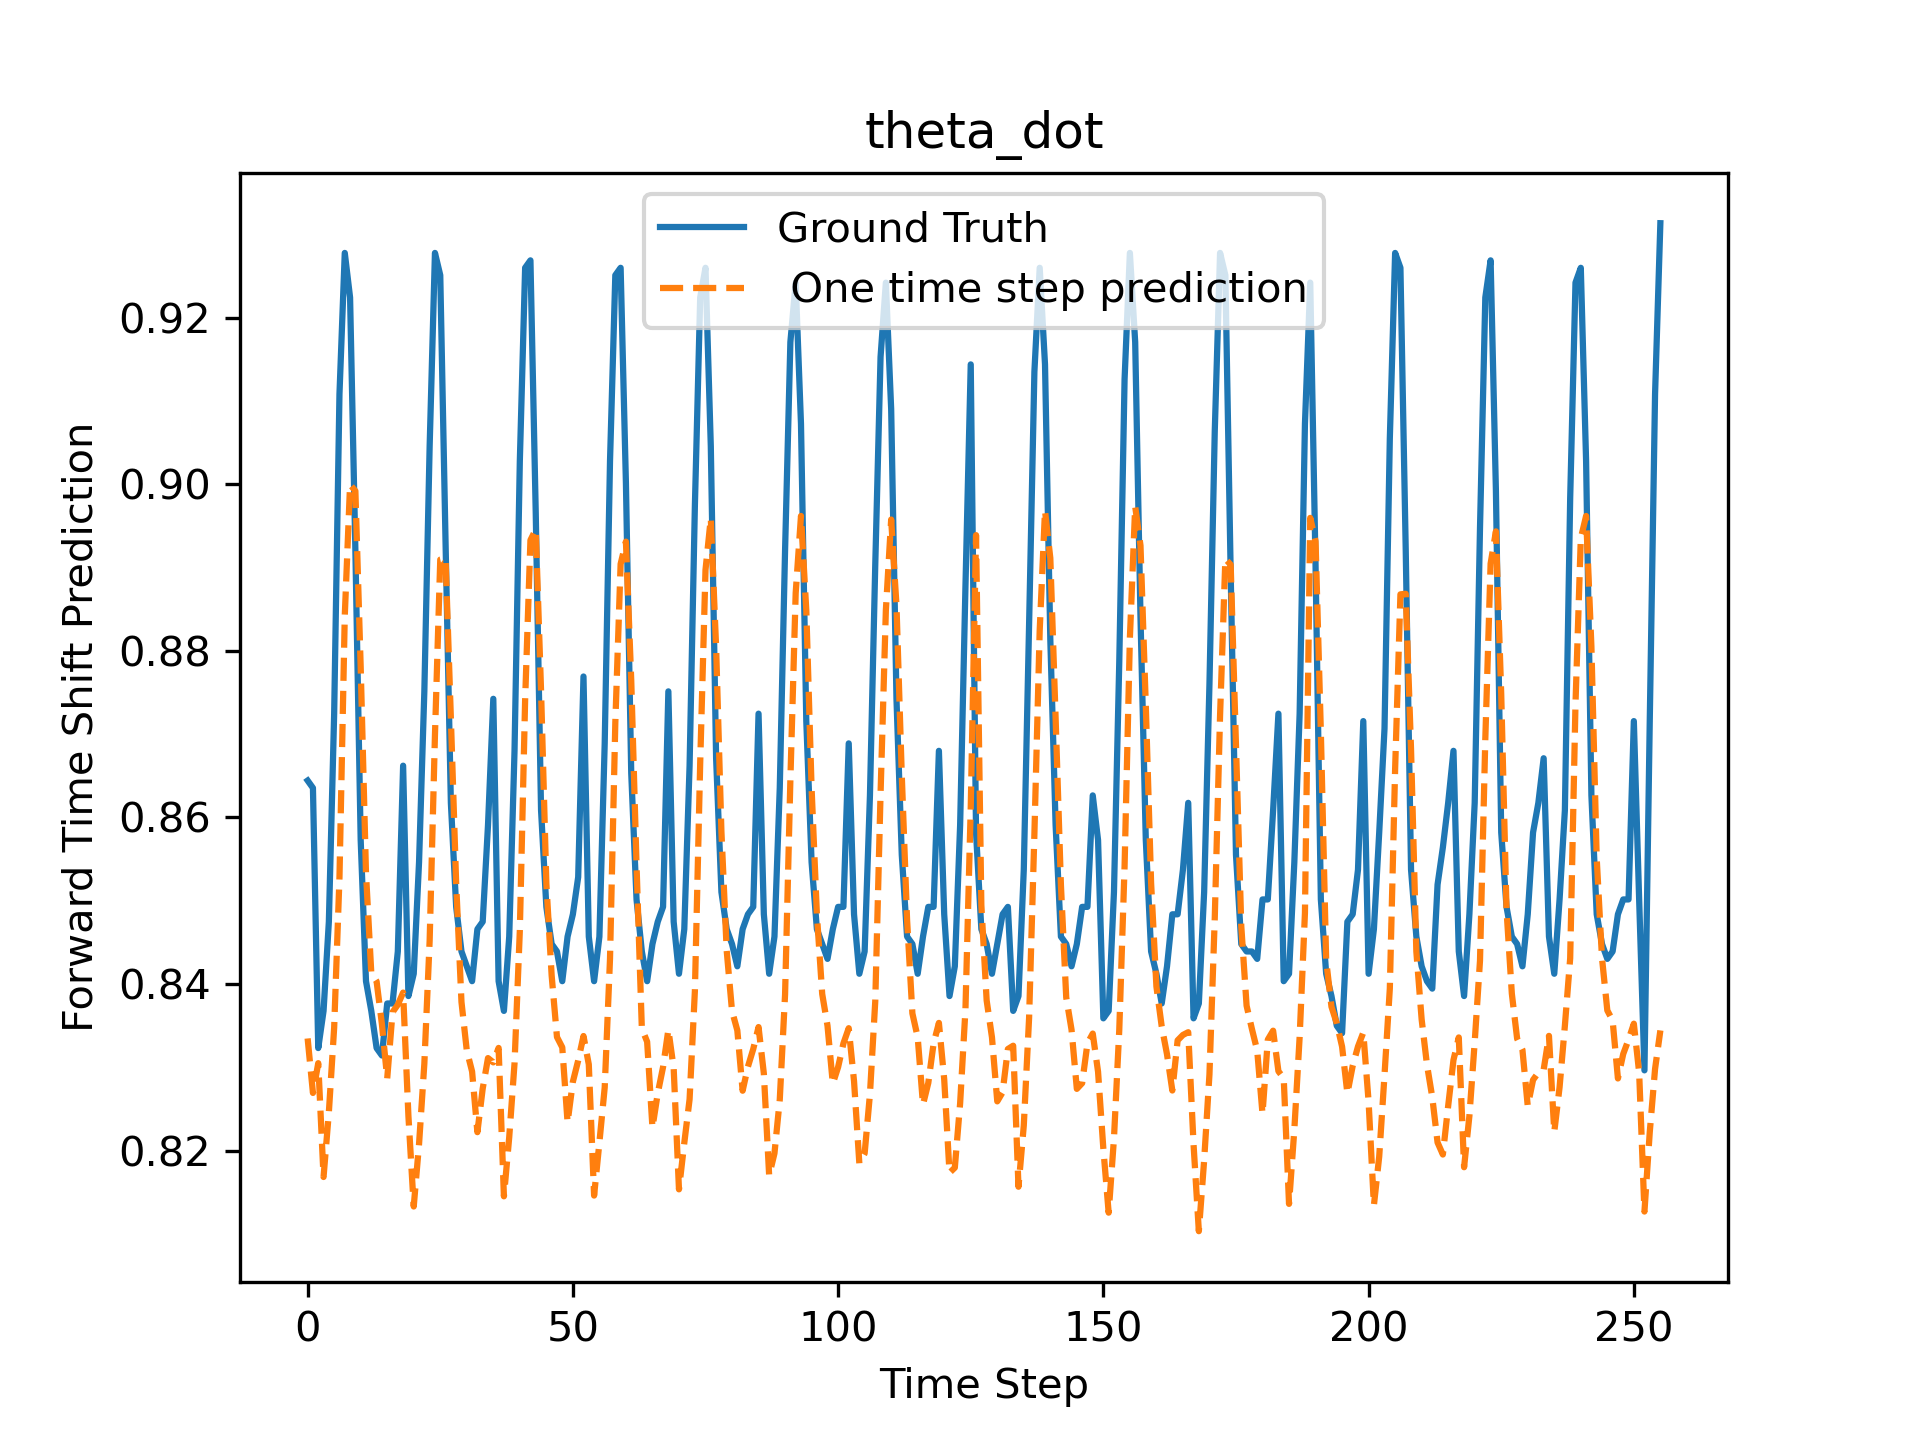 theta_dot
Ground Truth
One time step prediction
Forward Time Shift Prediction
0.92
0.90
0.88
0.86
0.84
0.82
0 50 100 150 200 250
Time Step